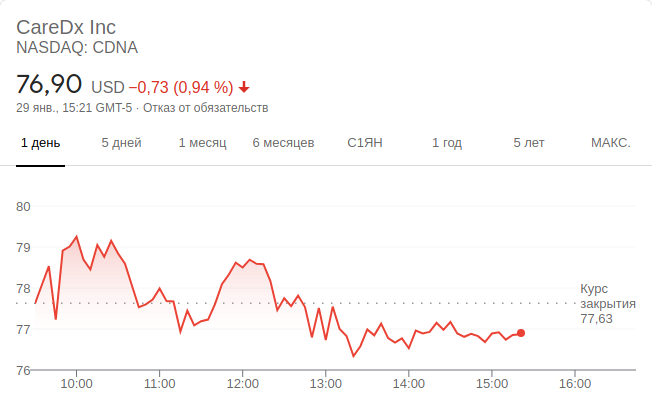 CareDx Inc
NASDAQ: CDNA
76,90 USD −0,73 (0,94 %)
29 янв., 15:21 GMT-5 · Отказ от обязательств
1 день 5 дней 1 месяц 6 месяцев С1ЯН 1 год 5 лет МАКС.
80
79
78
77
76
Курс
закрытия
77,63
10:00 11:00 12:00 13:00 14:00 15:00 16:00